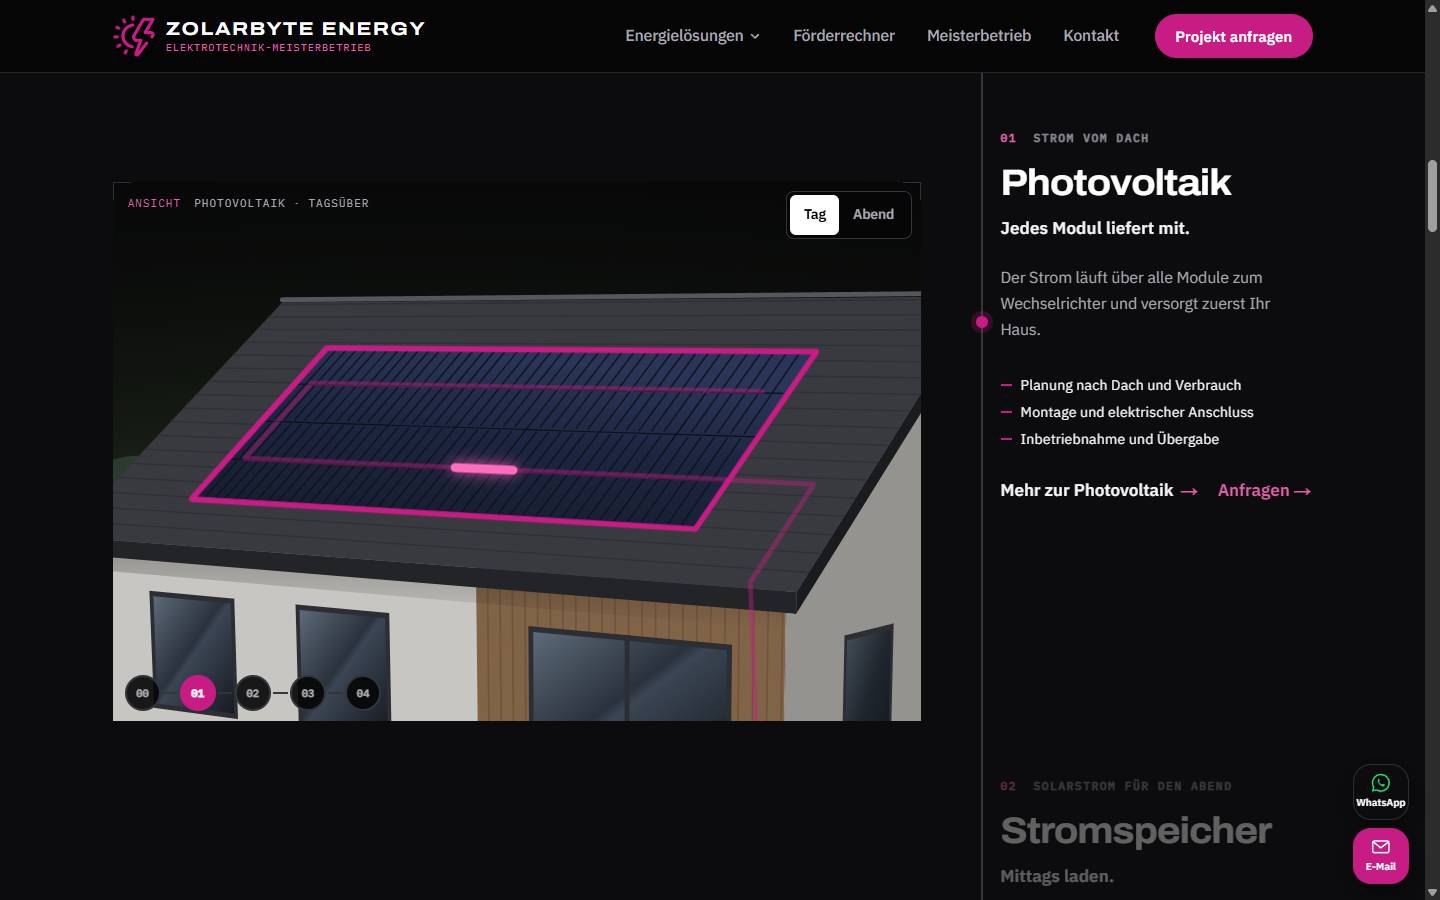 ZOLARBYTE ENERGY
ELEKTROTECHNIK-MEISTERBETRIEB
Energielösungen
Förderrechner
Meisterbetrieb
Kontakt
Projekt anfragen
ANSICHT PHOTOVOLTAIK · TAGSÜBER
Tag
Abend
00
01
02
03
04
01 STROM VOM DACH
Photovoltaik
Jedes Modul liefert mit.
Der Strom läuft über alle Module zum
Wechselrichter und versorgt zuerst Ihr
Haus.
Planung nach Dach und Verbrauch
Montage und elektrischer Anschluss
Inbetriebnahme und Übergabe
Mehr zur Photovoltaik →
Anfragen →
02 SOLARSTROM FÜR DEN ABEND
Stromspeicher
Mittags laden.
WhatsApp
E-Mail